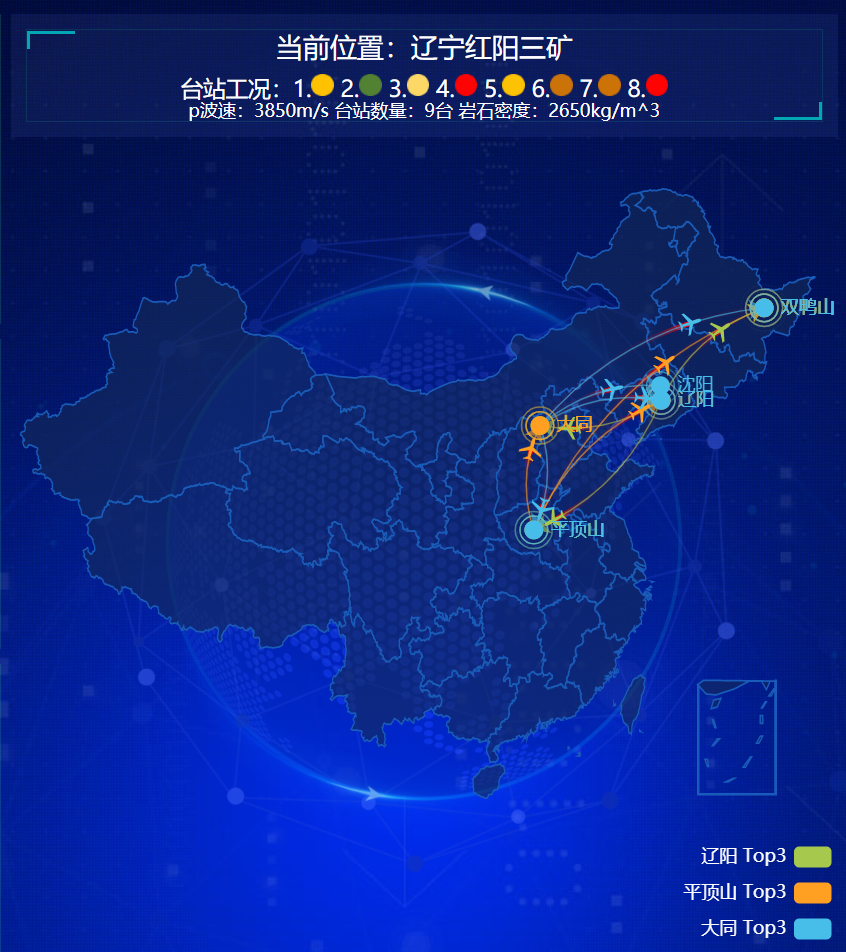 当前位置：辽宁红阳三矿
台站工况：1. 2. 3. 4. 5. 6. 7. 8.
p波速：3850m/s 台站数量：9台 岩石密度：2650kg/m^3
双鸭山
沈阳
辽阳
大同
平顶山
辽阳 Top3
平顶山 Top3
大同 Top3